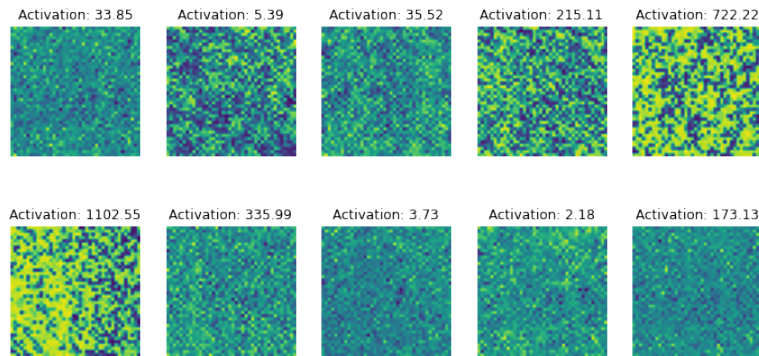 Activation: 33.85
Activation: 5.39
Activation: 35.52
Activation: 215.11
Activation: 722.22
Activation: 1102.55
Activation: 335.99
Activation: 3.73
Activation: 2.18
Activation: 173.13